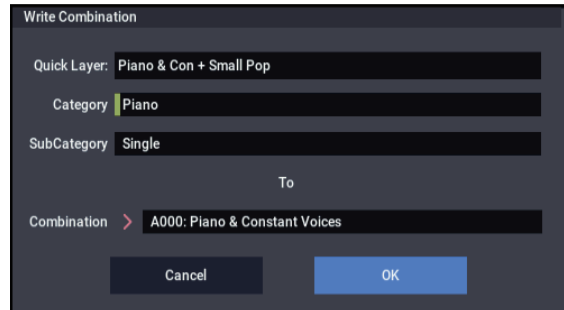 Write Combination
Quick Layer: Piano & Con + Small Pop
Category Piano
SubCategory Single
To
Combination > A000: Piano & Constant Voices
Cancel OK